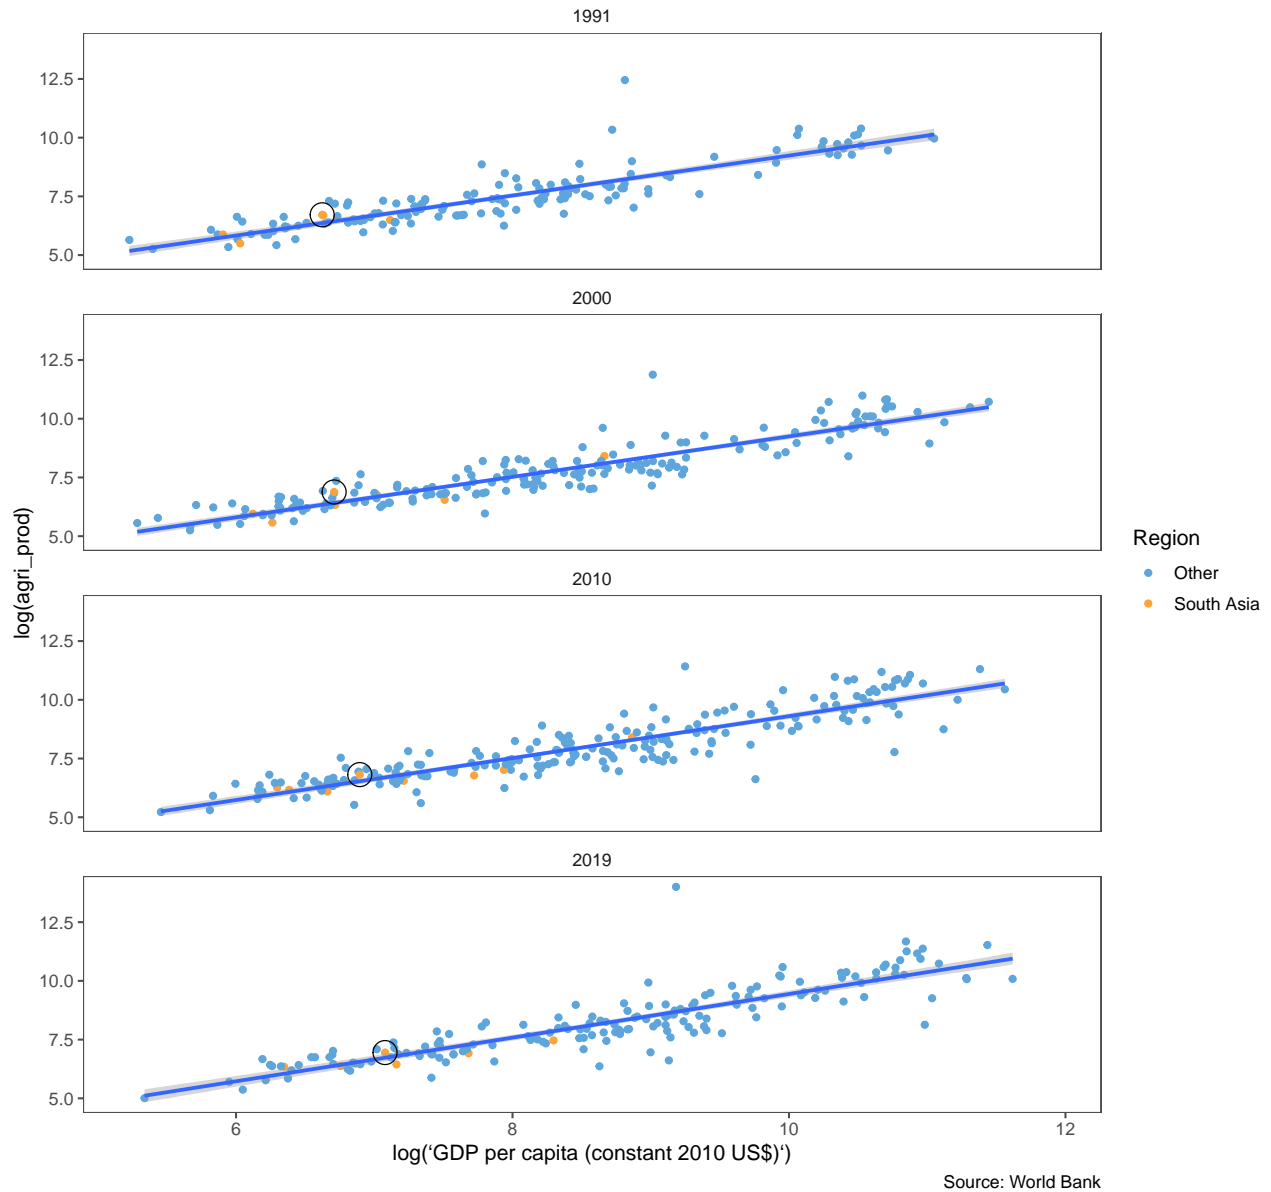 1991
12.5
10.0
7.5
5.0
2000
12.5
10.0
7.5
5.0
2010
12.5
10.0
7.5
5.0
2019
12.5
10.0
7.5
5.0
6 8 10 12
log(agri_prod)
log(‘GDP per capita (constant 2010 US$)‘)
Region
Other
South Asia
Source: World Bank